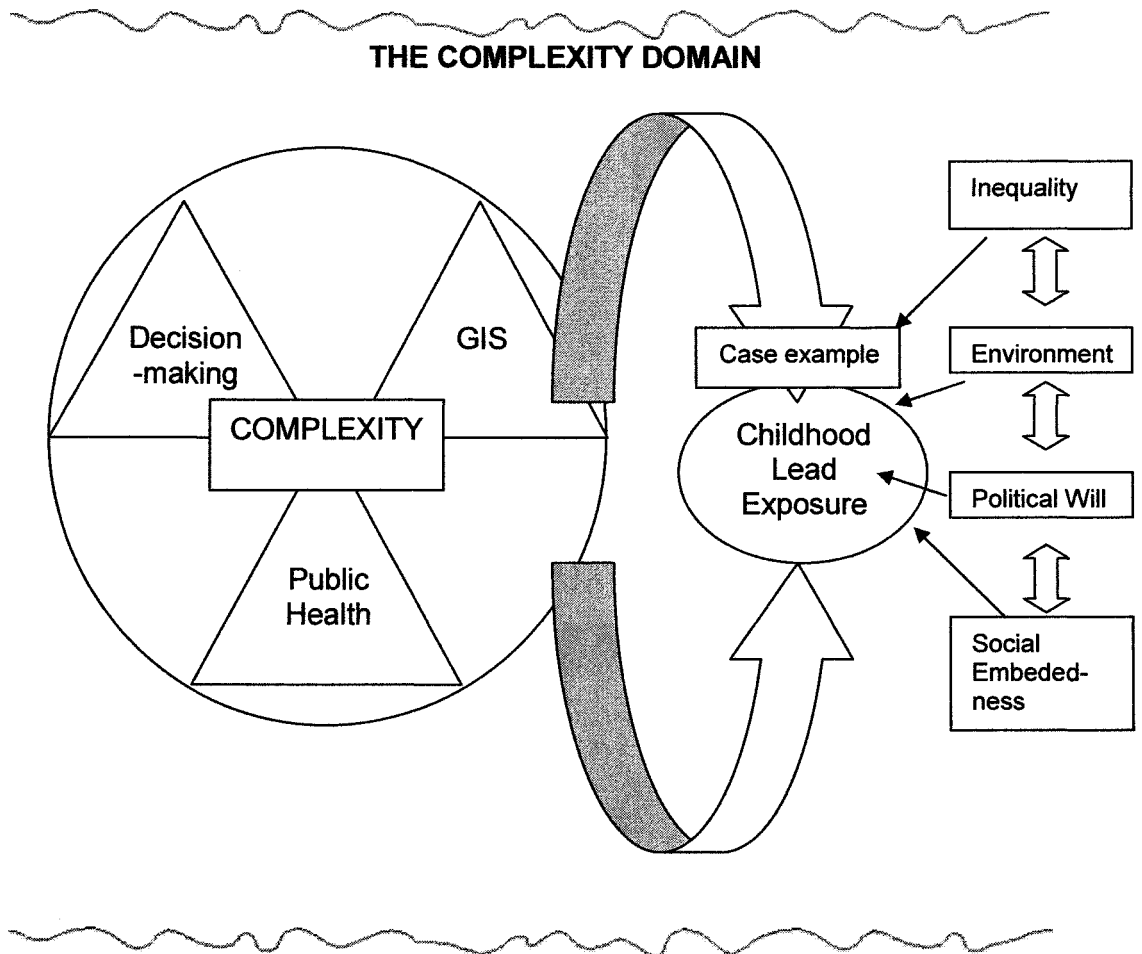 THE COMPLEXITY DOMAIN
Decision
-making
GIS
COMPLEXITY
Public
Health
Case example
Childhood
Lead
Exposure
Inequality
Environment
Political Will
Social
Embeded-
ness